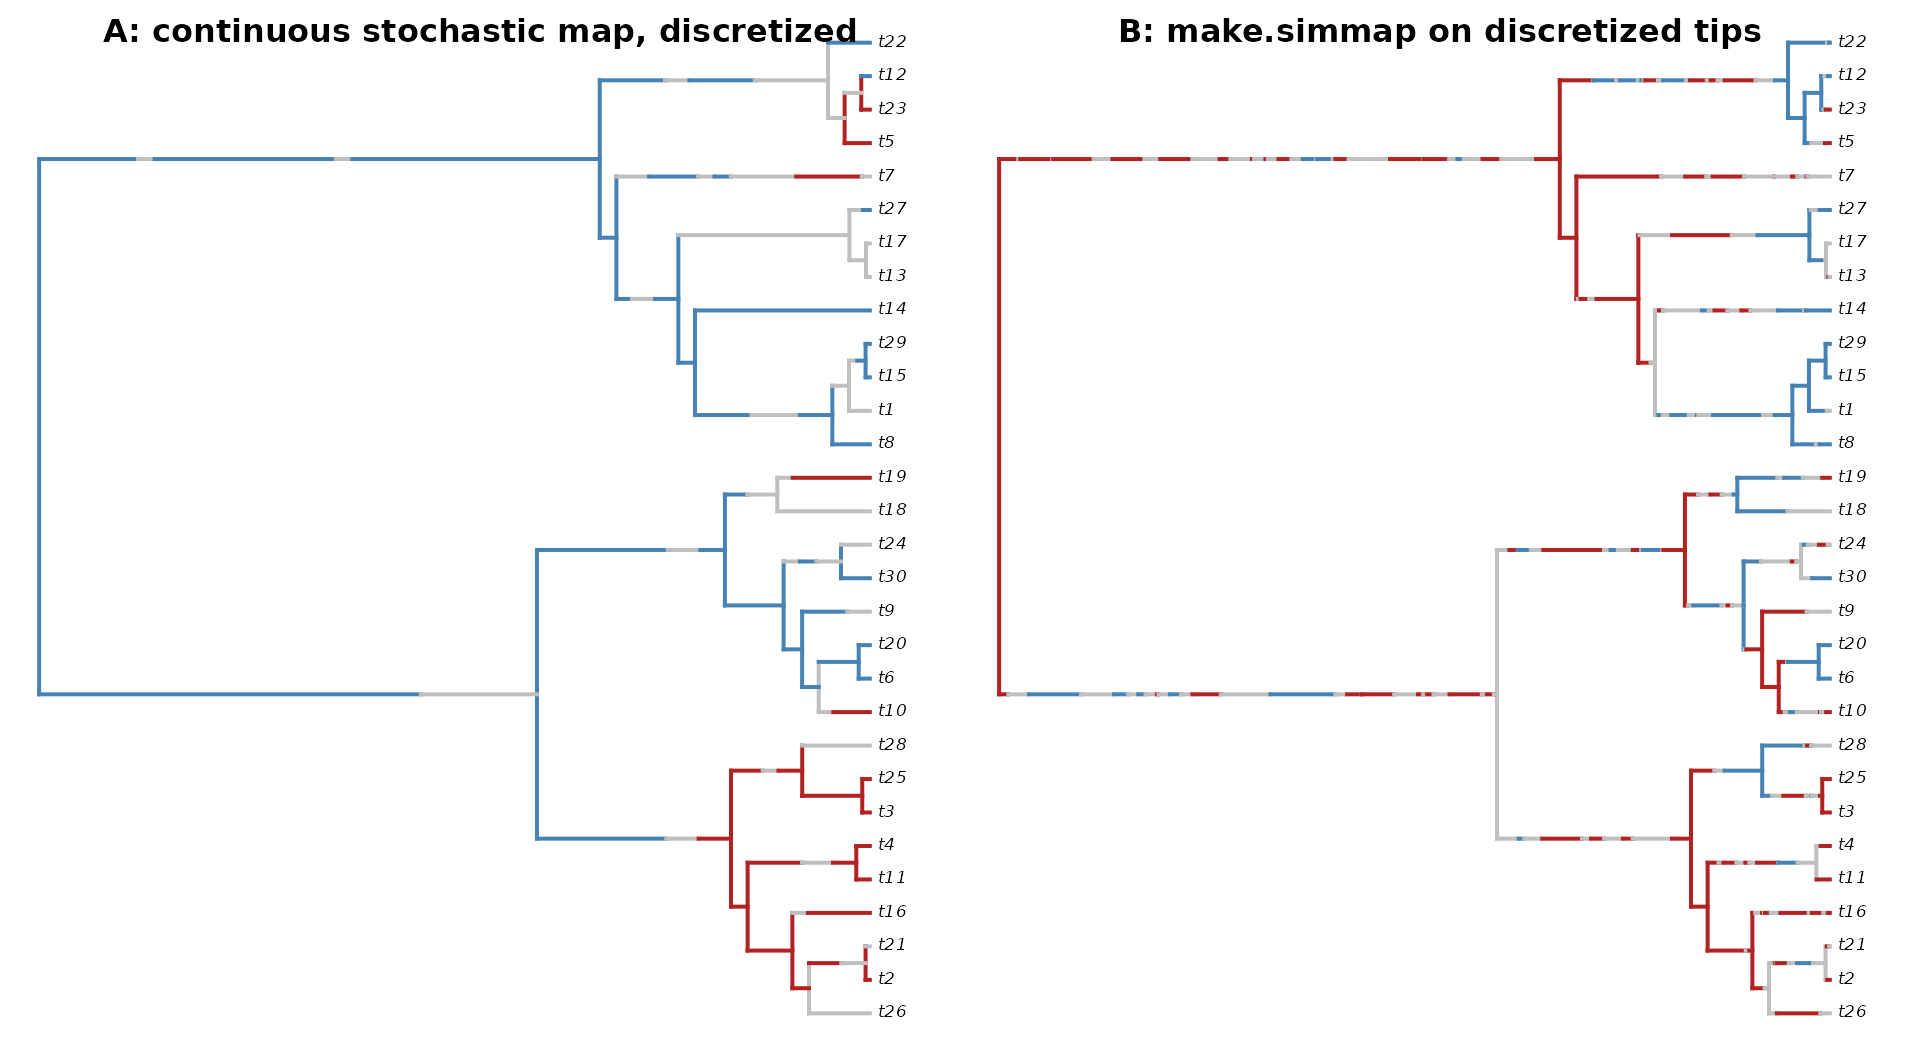 A: continuous stochastic map, discretized
t22
t12
t23
t5
t7
t27
t17
t13
t14
t29
t15
t1
t8
t19
t18
t24
t30
t9
t20
t6
t10
t28
t25
t3
t4
t11
t16
t21
t2
t26
B: make.simmap on discretized tips
t22
t12
t23
t5
t7
t27
t17
t13
t14
t29
t15
t1
t8
t19
t18
t24
t30
t9
t20
t6
t10
t28
t25
t3
t4
t11
t16
t21
t2
t26